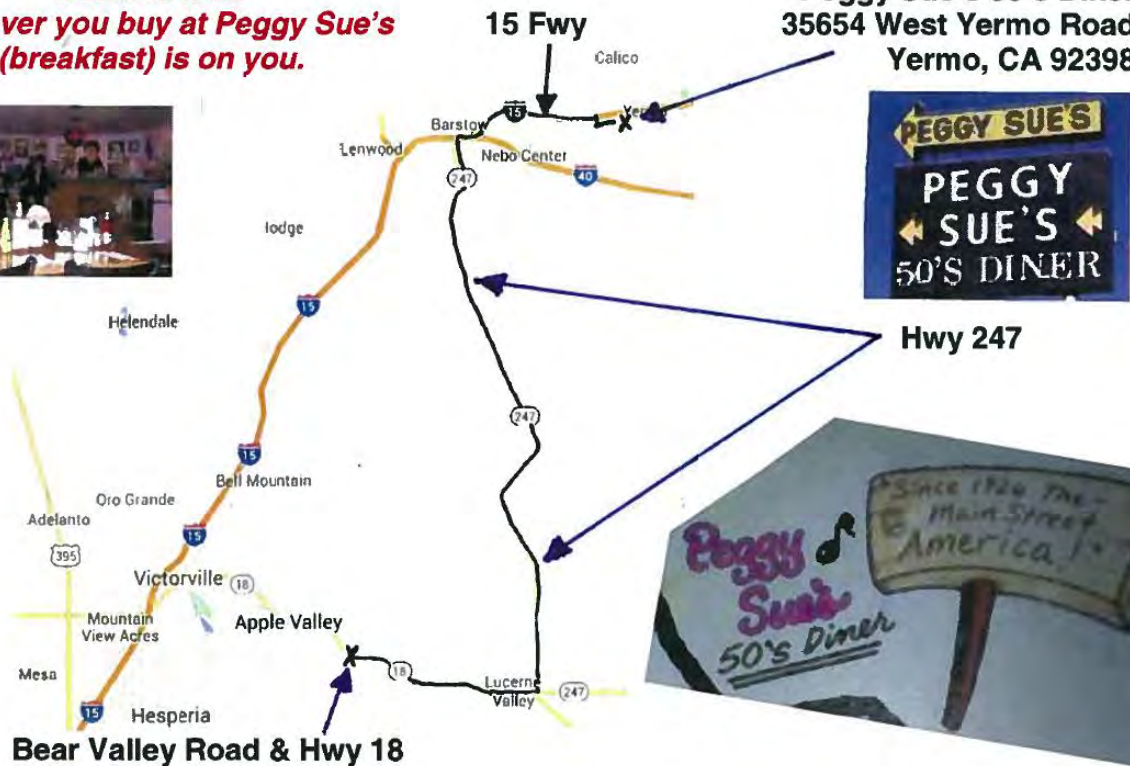 ver you buy at Peggy Sue's
(breakfast) is on you.
15 Fwy
35654 West Yermo Road
Yermo, CA 92398
Calico
15
Barstow
Lenwood
Nebo Center
40
247
PEGGY SUE'S
PEGGY
SUE'S
50'S DINER
lodge
15
Helendale
Hwy 247
247
15
Bell Mountain
Oro Grande
Adelanto
395
15
Victorville
18
Mountain
View Acres
Apple Valley
Mesa
18
Lucerne
Valley
247
15
Hesperia
Bear Valley Road & Hwy 18
Since 1926 The
Main Street
America!
Peggy
Sue's
50's Diner